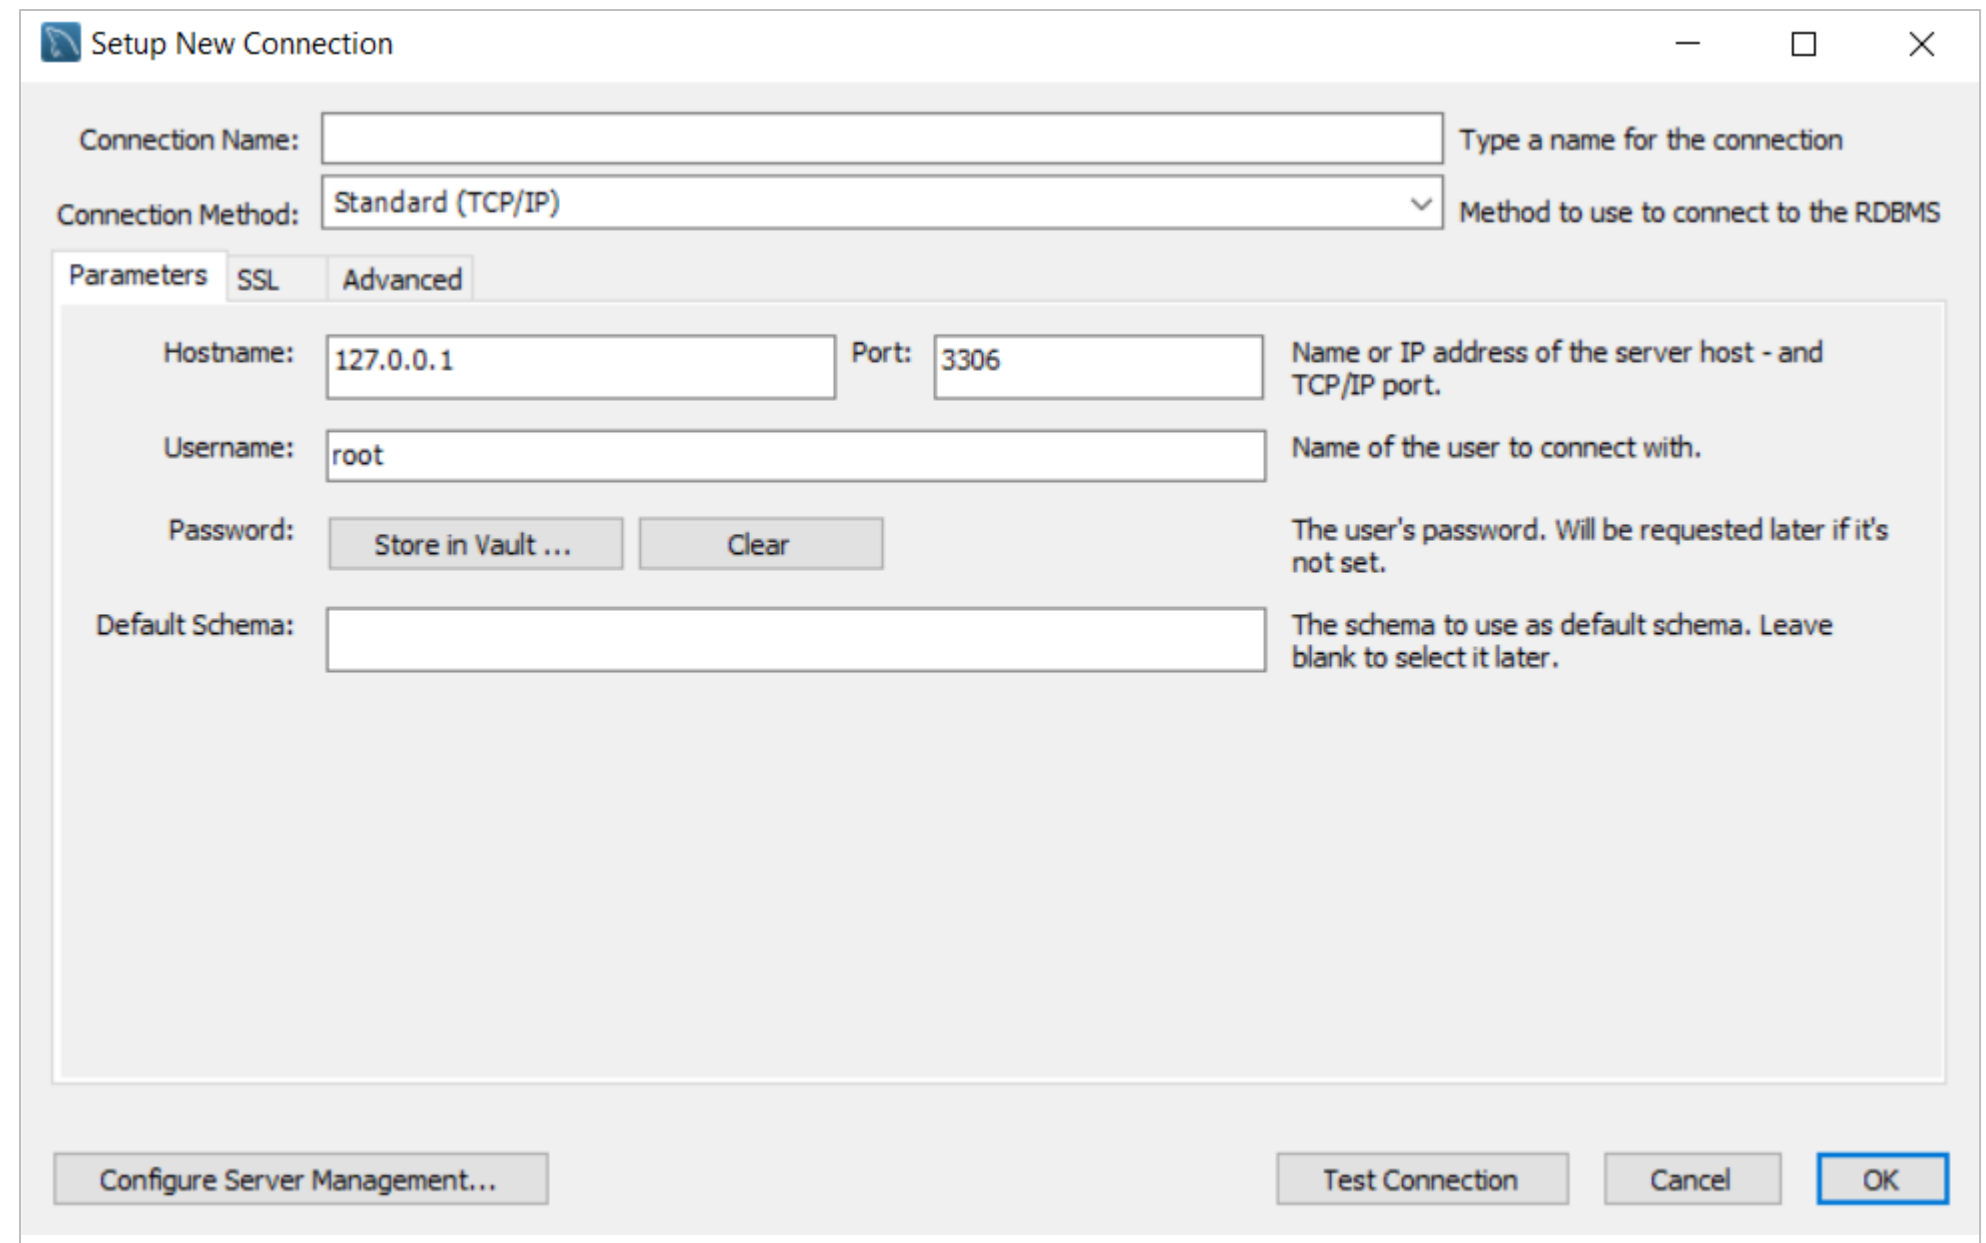 Setup New Connection
Connection Name:
Type a name for the connection
Connection Method:
Standard (TCP/IP)
Method to use to connect to the RDBMS
Parameters
SSL
Advanced
Hostname:
127.0.0.1
Port:
3306
Name or IP address of the server host - and
TCP/IP port.
Username:
root
Name of the user to connect with.
Password:
Store in Vault ...
Clear
The user's password. Will be requested later if it's
not set.
Default Schema:
The schema to use as default schema. Leave
blank to select it later.
Configure Server Management...
Test Connection
Cancel
OK